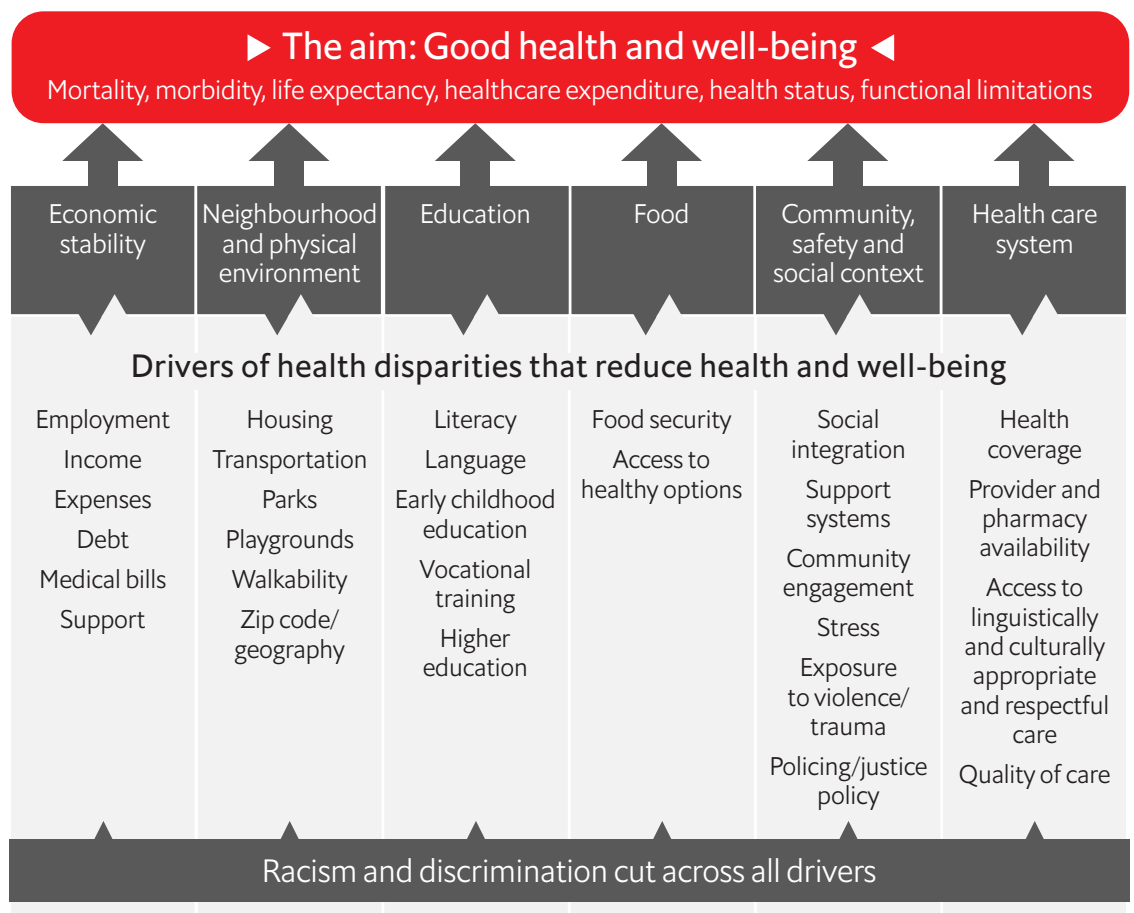 The aim: Good health and well-being
Mortality, morbidity, life expectancy, healthcare expenditure, health status, functional limitations
Economic
stability
Neighbourhood
and physical
environment
Education
Food
Community,
safety and
social context
Health care
system
Drivers of health disparities that reduce health and well-being
Employment
Income
Expenses
Debt
Medical bills
Support
Housing
Transportation
Parks
Playgrounds
Walkability
Zip code/
geography
Literacy
Language
Early childhood
education
Vocational
training
Higher
education
Food security
Access to
healthy options
Social
integration
Support
systems
Community
engagement
Stress
Exposure
to violence/
trauma
Policing/justice
policy
Health
coverage
Provider and
pharmacy
availability
Access to
linguistically
and culturally
appropriate
and respectful
care
Quality of care
Racism and discrimination cut across all drivers